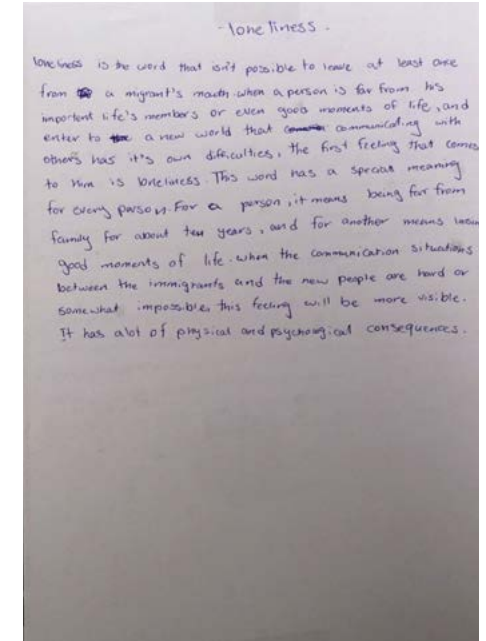 -loneliness.
loneliness is the word that isn't possible to leave at least once
from a migrant's mouth. when a person is far from his
important life's members or even good moments of life, and
enter to a new world that communicating with
others has it's own difficulties, the first feeling that comes
to him is loneliness. This word has a special meaning
for every person. For a person, it means being far from
family for about ten years, and for another means
good moments of life. when the communication situations
between the immigrants and the new people are hard or
somewhat impossible, this feeling will be more visible.
It has alot of physical and psychological consequences.